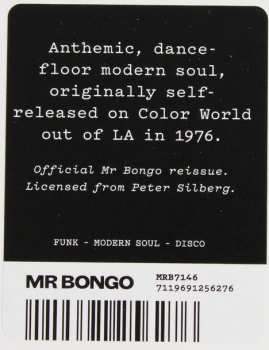 Anthemic, dance-
floor modern soul,
originally self-
released on Color World
out of LA in 1976.
Official Mr Bongo reissue.
Licensed from Peter Silberg.
FUNK - MODERN SOUL - DISCO
MR BONGO
MRB7146
7119691256276